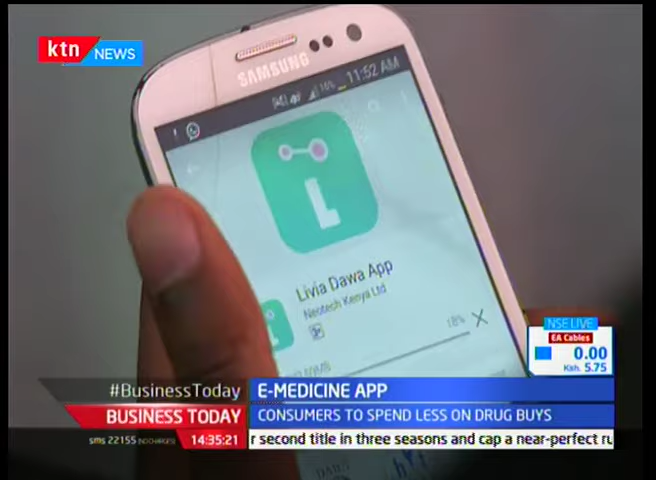 ktn NEWS
SAMSUNG
11:52 AM
L
Livia Dawa App
Neotech Kenya Ltd
18%
NSE LIVE
EA Cables
0.00
Ksh. 5.75
#BusinessToday
E-MEDICINE APP
BUSINESS TODAY
CONSUMERS TO SPEND LESS ON DRUG BUYS
sms 22155
14:35:21
r second title in three seasons and cap a near-perfect ru